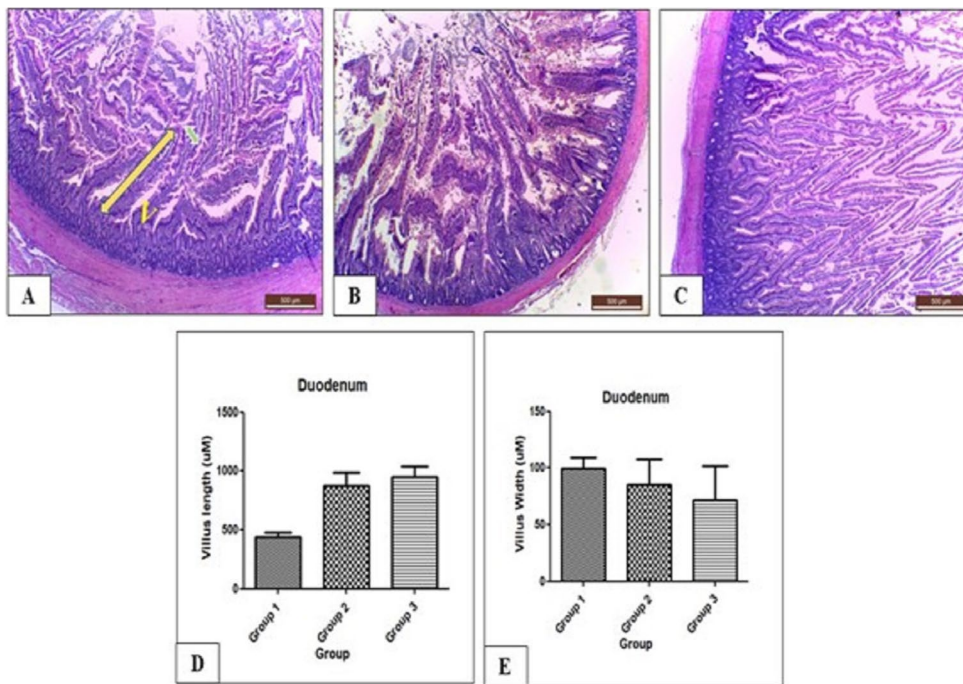 A
500 µm
B
500 µm
C
500 µm
Duodenum
Villus length (uM)
1500
1000
500
0
Group 1
Group 2
Group 3
Group
D
Duodenum
Villus Width (uM)
150
100
50
0
Group 1
Group 2
Group 3
Group
E